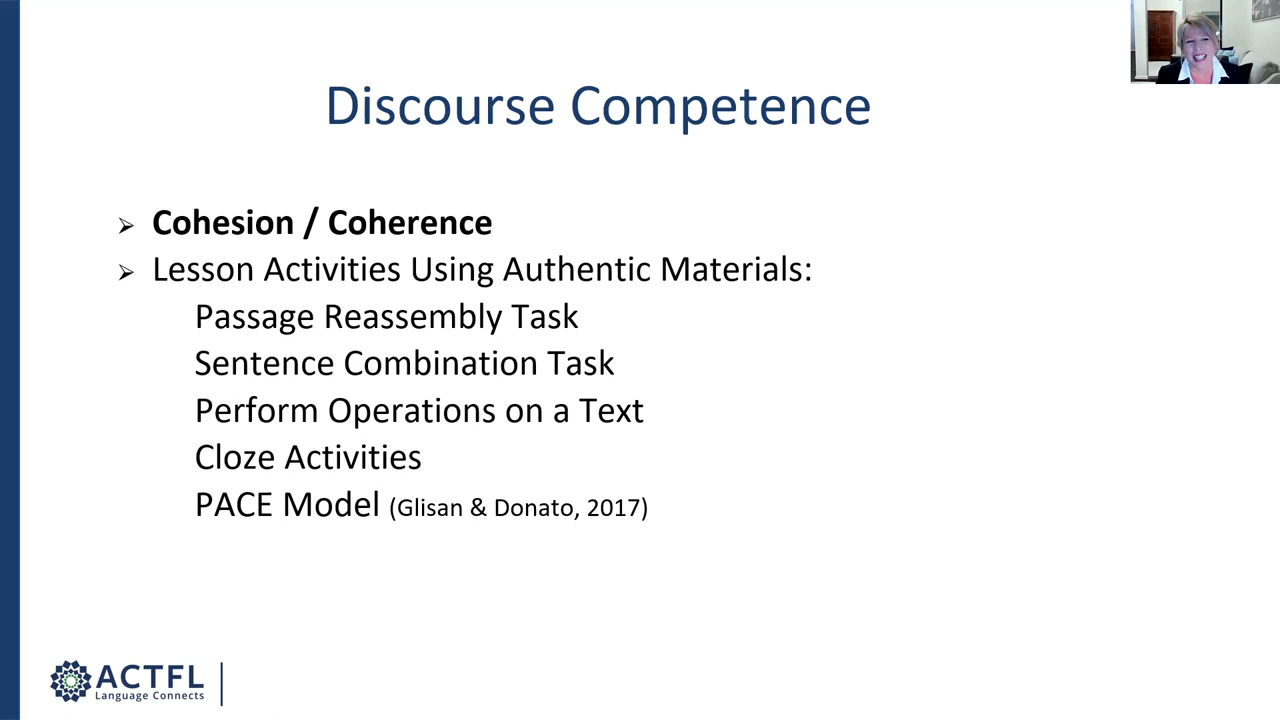 Discourse Competence
➢ Cohesion / Coherence
➢ Lesson Activities Using Authentic Materials:
Passage Reassembly Task
Sentence Combination Task
Perform Operations on a Text
Cloze Activities
PACE Model (Glisan & Donato, 2017)
ACTFL
Language Connects